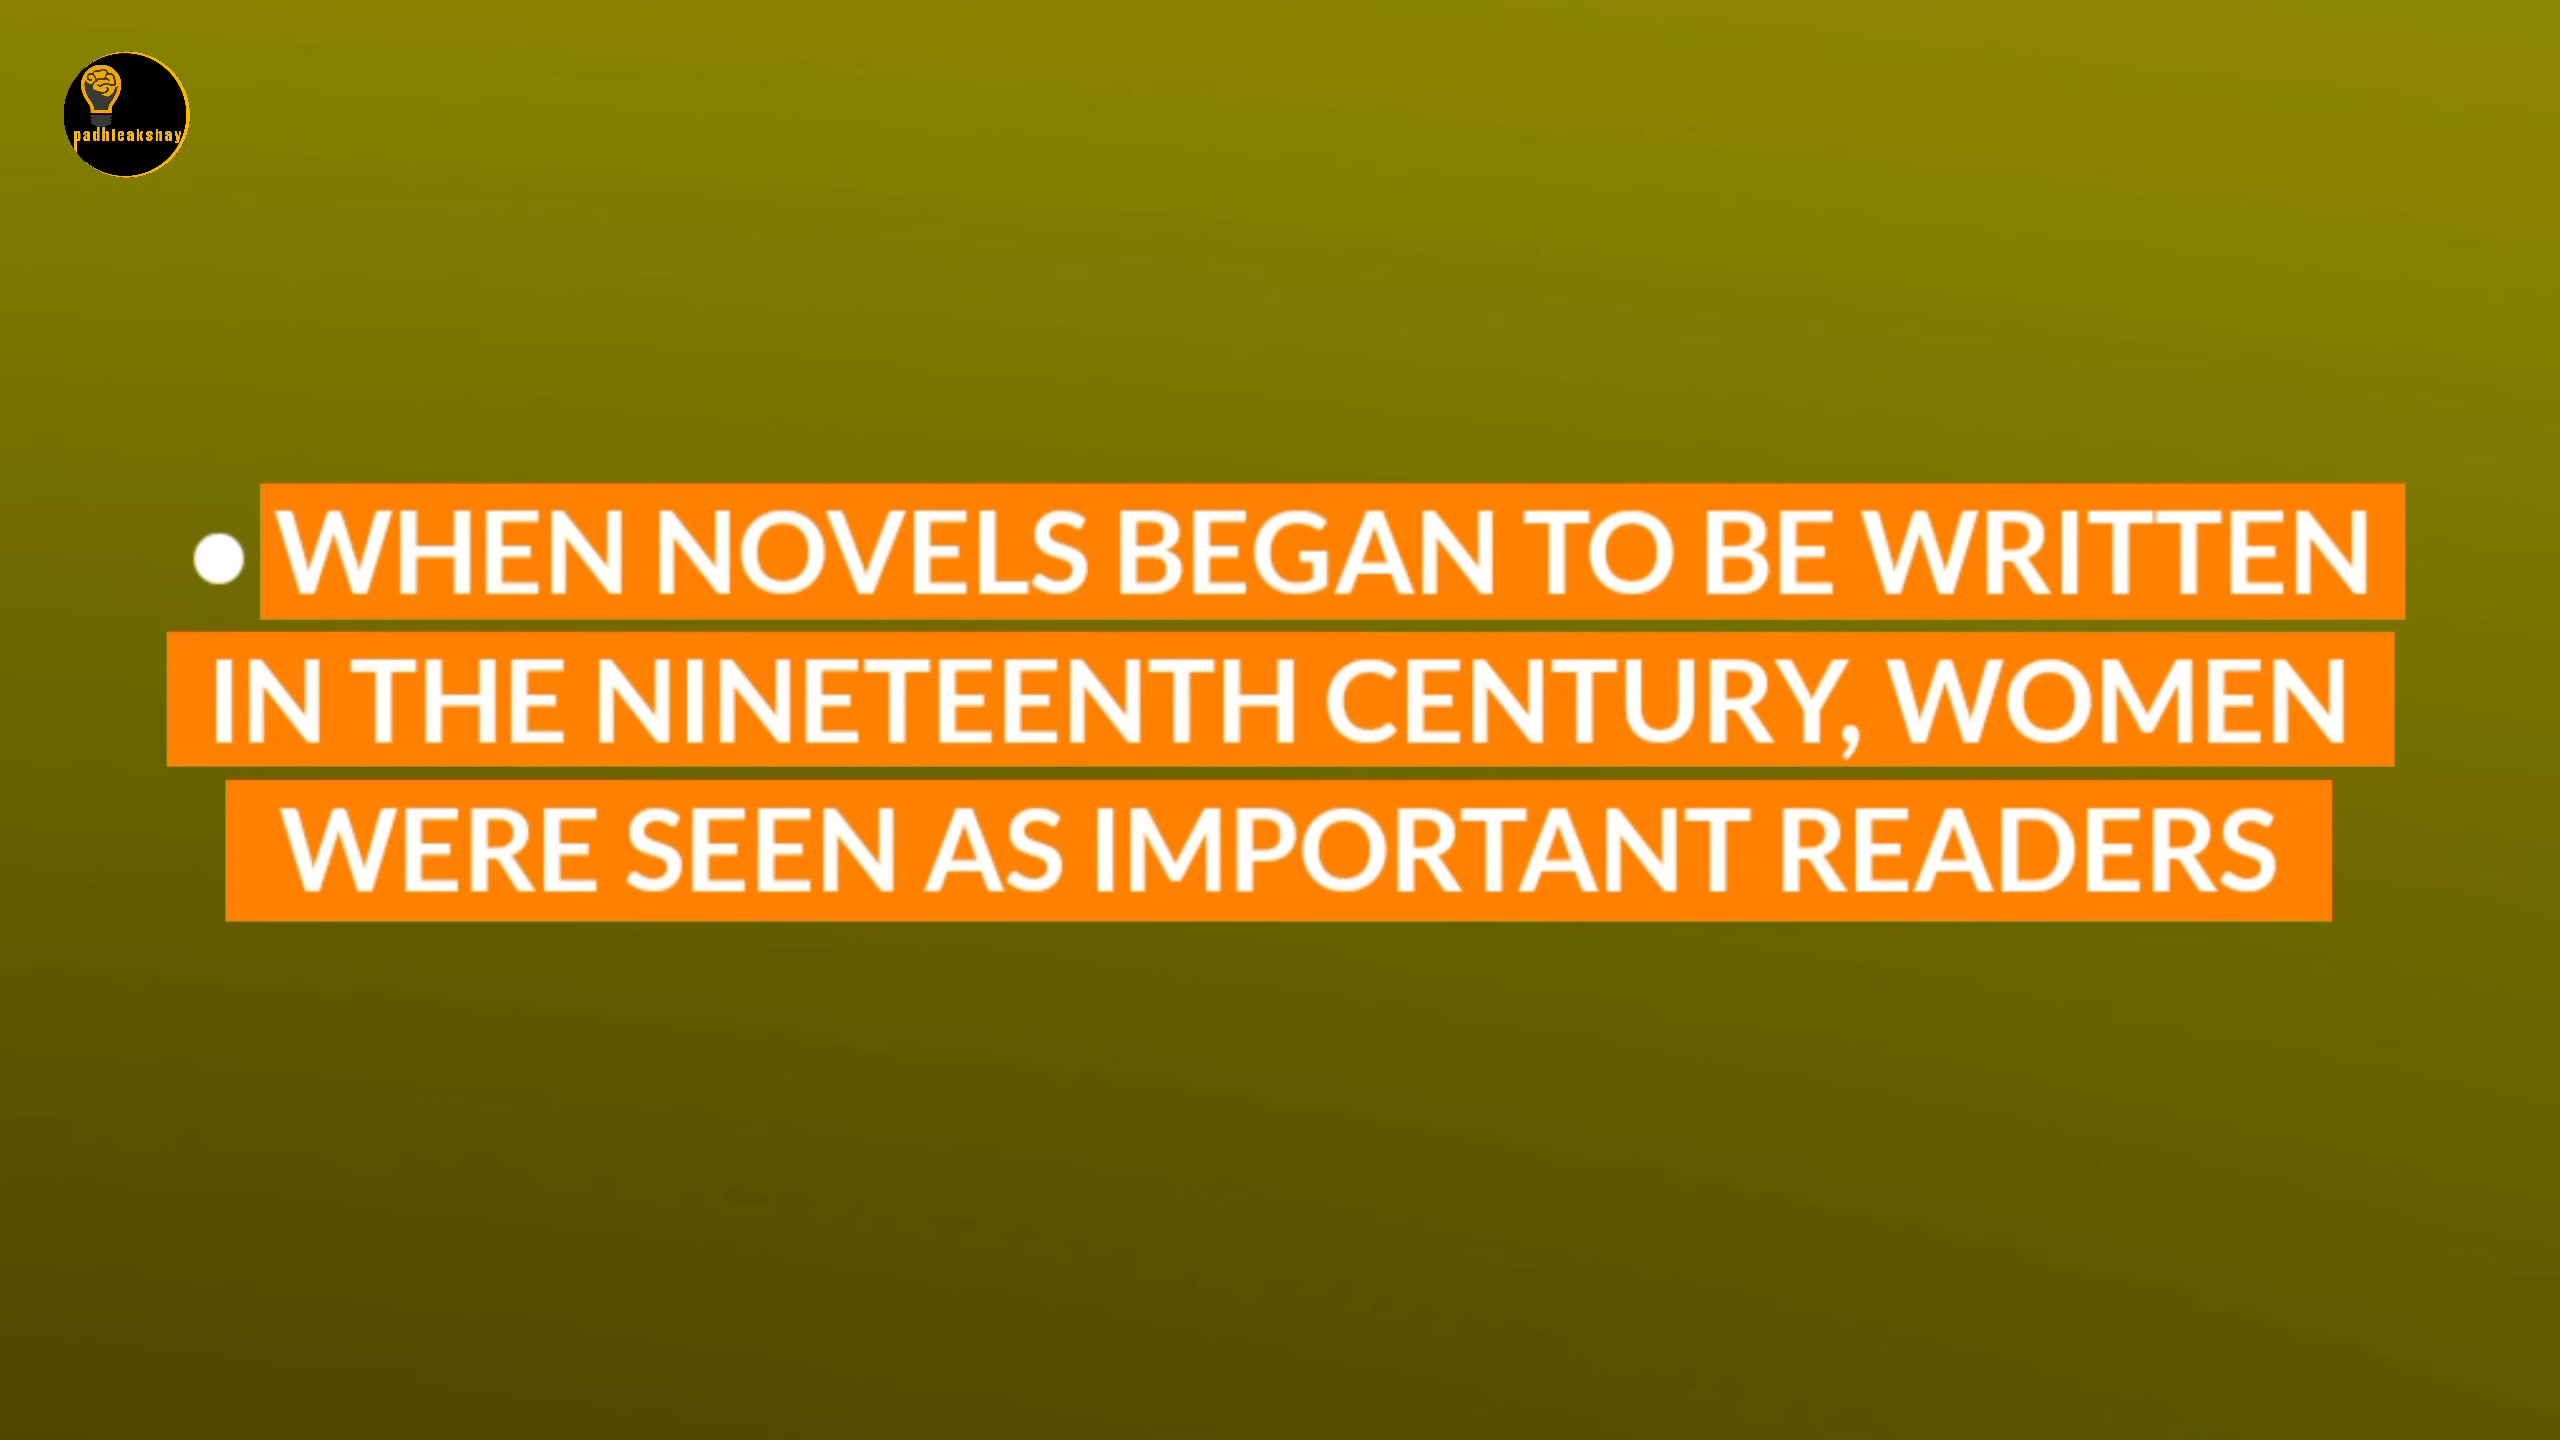 padhleakshay
• WHEN NOVELS BEGAN TO BE WRITTEN
IN THE NINETEENTH CENTURY, WOMEN
WERE SEEN AS IMPORTANT READERS